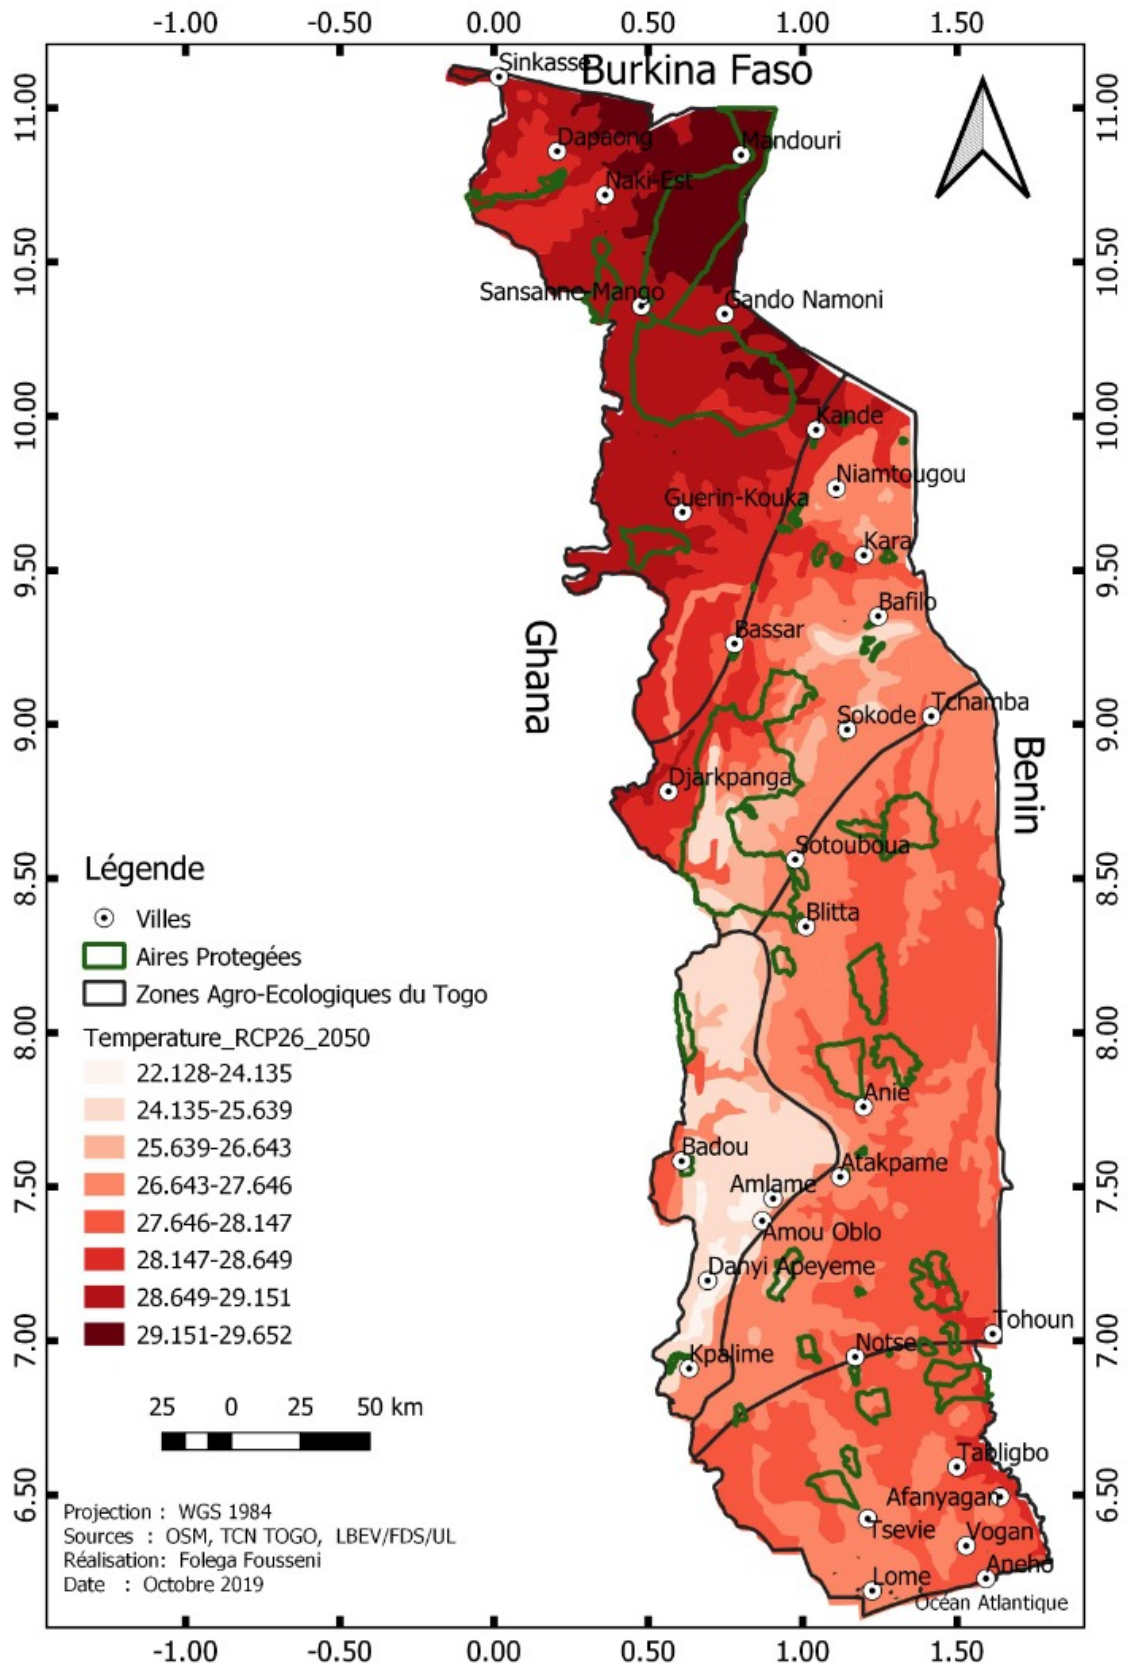 -1.00 -0.50 0.00 0.50 1.00 1.50
11.00 10.50 10.00 9.50 9.00 8.50 8.00 7.50 7.00 6.50
11.00 10.50 10.00 9.50 9.00 8.50 8.00 7.50 7.00 6.50
Burkina Faso
Sinkasse
Dapaong
Mandouri
Naki-Est
Sansanne-Mango
Gando Namoni
Kande
Niamtougou
Guerin-Kouka
Kara
Bafilo
Ghana
Bassar
Tchamba
Sokode
Benin
Djarkpanga
Sotouboua
Blitta
Anie
Badou
Atakpame
Amlame
Amou Oblo
Danyi Apeyeme
Tohoun
Notse
Kpalime
Tabligbo
Afanyagan
Tsevie
Vogan
Aneho
Lome
Océan Atlantique
Légende
Villes
Aires Protegées
Zones Agro-Ecologiques du Togo
Temperature_RCP26_2050
22.128-24.135
24.135-25.639
25.639-26.643
26.643-27.646
27.646-28.147
28.147-28.649
28.649-29.151
29.151-29.652
25 0 25 50 km
Projection : WGS 1984
Sources : OSM, TCN TOGO, LBEV/FDS/UL
Réalisation: Folega Fousseni
Date : Octobre 2019
-1.00 -0.50 0.00 0.50 1.00 1.50